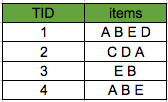 TID items
1 A B E D
2 C D A
3 E B
4 A B E